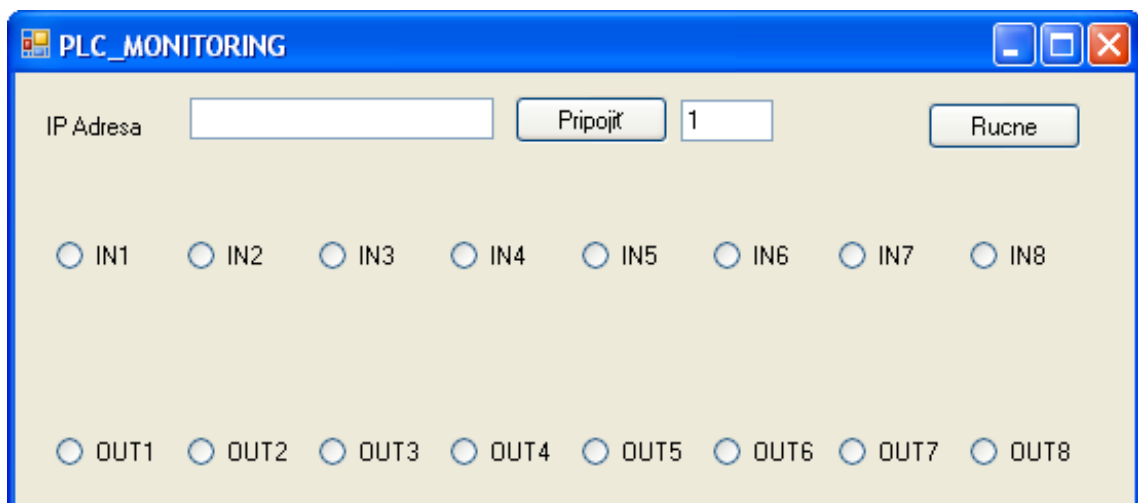 PLC_MONITORING
IP Adresa Pripojiť 1 Rucne
IN1 IN2 IN3 IN4 IN5 IN6 IN7 IN8
OUT1 OUT2 OUT3 OUT4 OUT5 OUT6 OUT7 OUT8